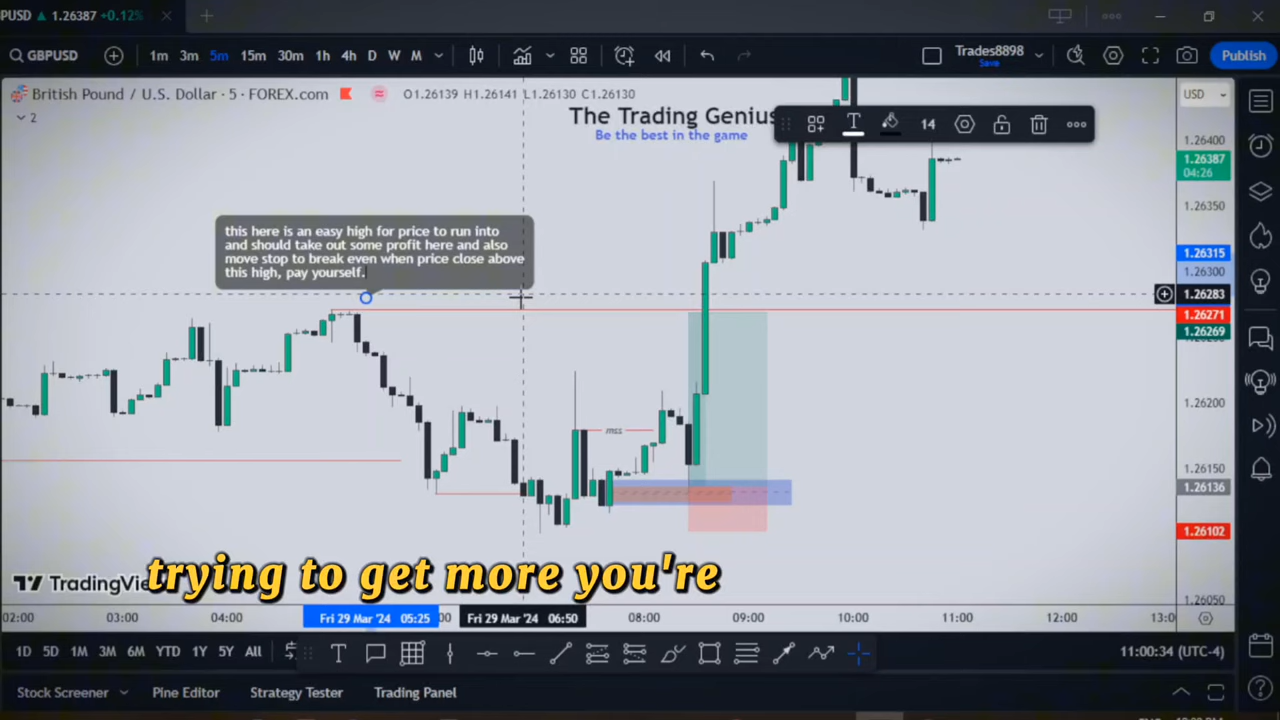 PUSD ▲ 1.26387 +0.12%
GBPUSD
1m 3m 5m 15m 30m 1h 4h D W M
Trades8898
Save
Publish
British Pound / U.S. Dollar · 5 · FOREX.com
O1.26139 H1.26141 L1.26130 C1.26130
2
The Trading Genius
Be the best in the game
14
USD
1.26400
1.26387
04:26
1.26350
1.26315
1.26300
1.26283
1.26271
1.26269
1.26200
1.26150
1.26136
1.26102
1.26050
this here is an easy high for price to run into
and should take out some profit here and also
move stop to break even when price close above
this high, pay yourself.
mss
trying to get more you're
TradingVie
02:00 03:00 04:00 Fri 29 Mar '24 05:25 :00 Fri 29 Mar '24 06:50 08:00 09:00 10:00 11:00 12:00 13:0
1D 5D 1M 3M 6M YTD 1Y 5Y All
11:00:34 (UTC-4)
Stock Screener Pine Editor Strategy Tester Trading Panel